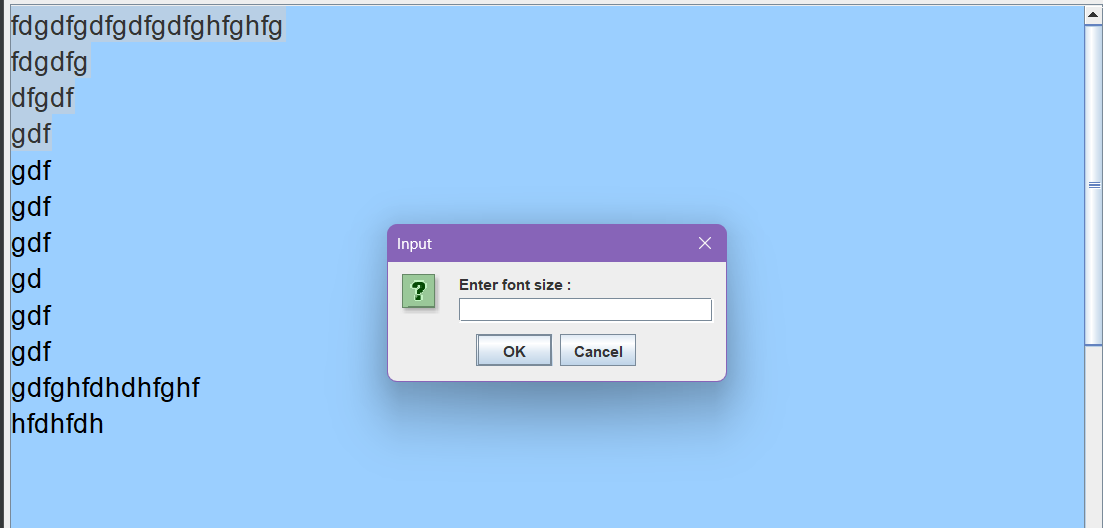 fdgdfgdfgdfgdfghfghfg
fdgdfg
dfgdf
gdf
gdf
gdf
gdf
gd
gdf
gdf
gdfghfdhdhfghf
hfdhfdh
Input
?
Enter font size :
OK
Cancel